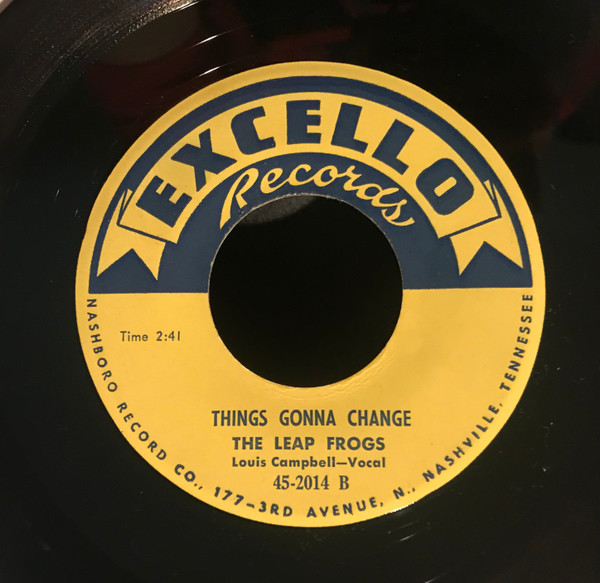 EXCELLO
Records
Time 2:41
THINGS GONNA CHANGE
THE LEAP FROGS
Louis Campbell—Vocal
45-2014 B
NASHBORO RECORD CO., 177-3RD AVENUE, N., NASHVILLE, TENNESSEE